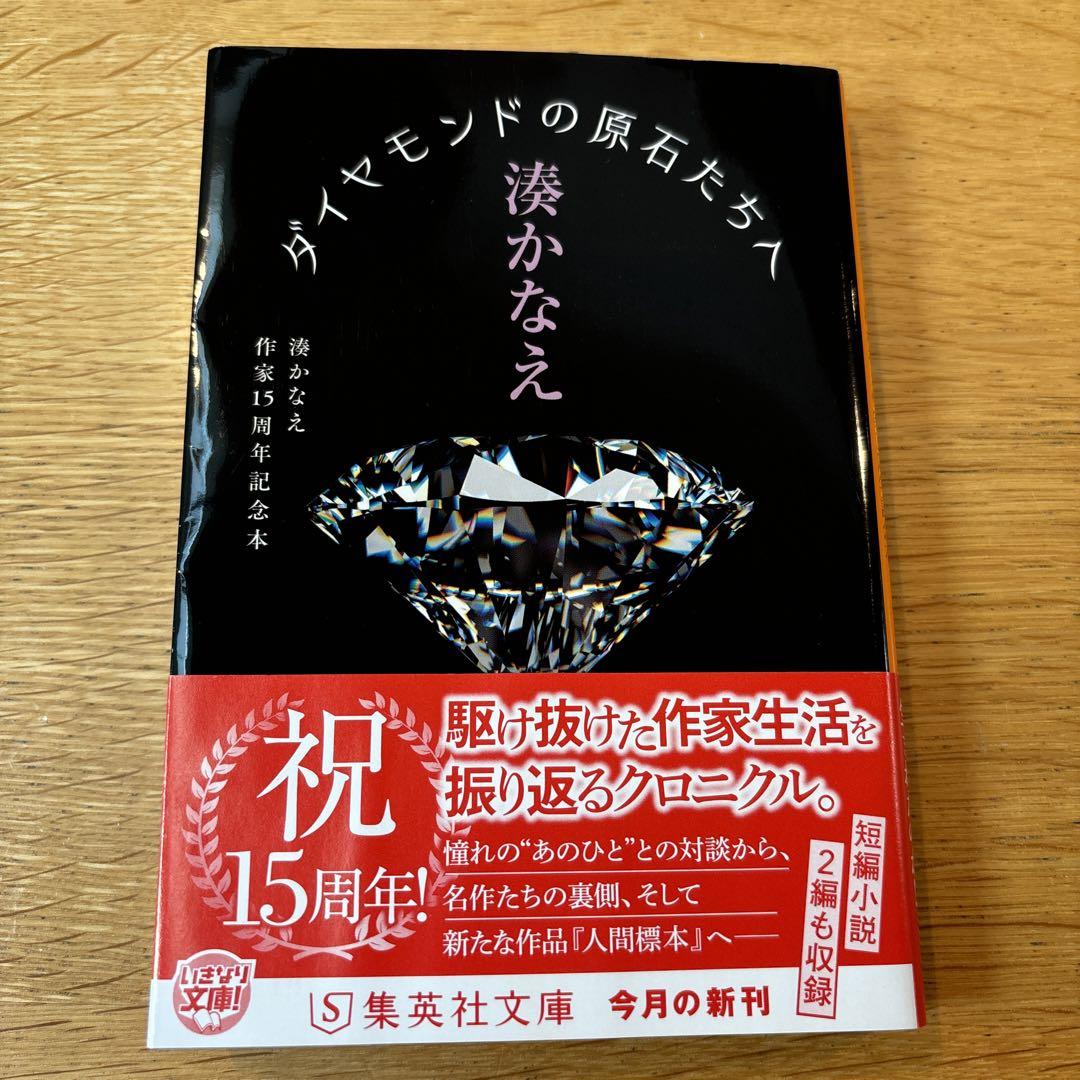 ダイヤモンドの原石たちへ
湊かなえ
湊かなえ
作家15周年記念本
祝
15周年!
駆け抜けた作家生活を
振り返るクロニクル。
憧れの“あのひと”との対談から、
名作たちの裏側、そして
新たな作品『人間標本』へ──
短編小説
2編も収録
いきなり
文庫!
S 集英社文庫 今月の新刊